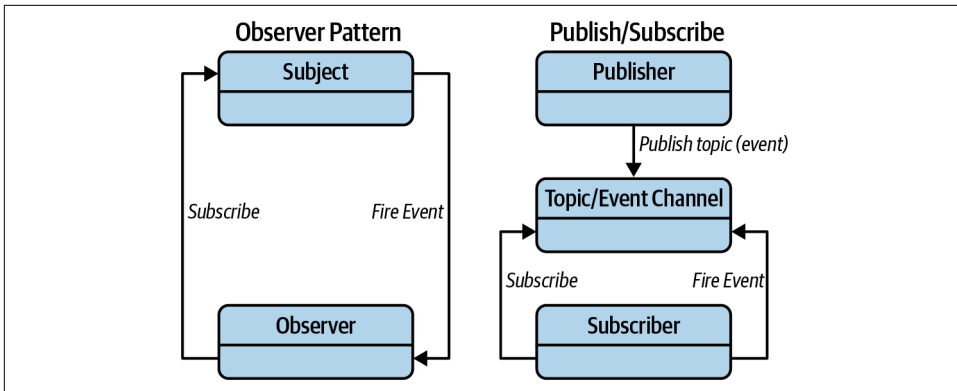 Observer Pattern
Subject
Subscribe
Fire Event
Observer
Publish/Subscribe
Publisher
Publish topic (event)
Topic/Event Channel
Subscribe
Fire Event
Subscriber